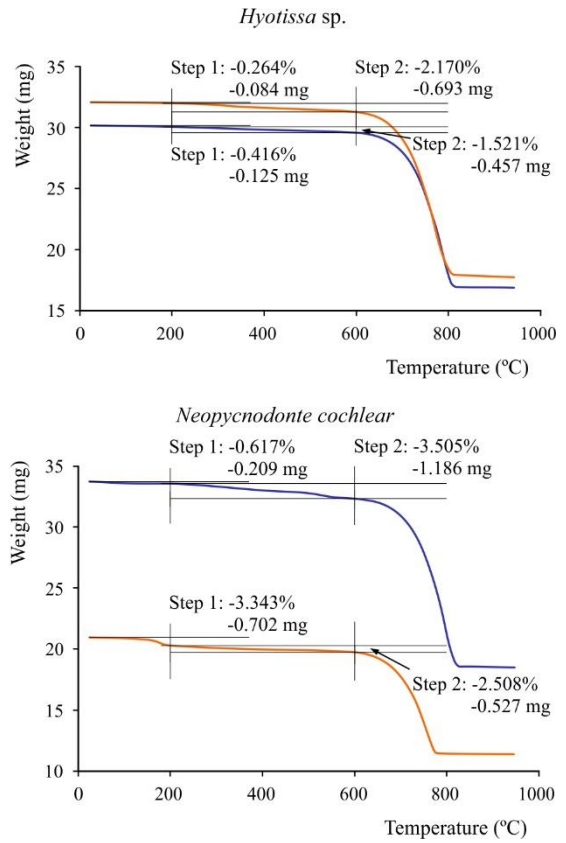 Hyotissa sp.
35
Step 1: -0.264%
-0.084 mg
Step 2: -2.170%
-0.693 mg
Weight (mg)
30
Step 1: -0.416%
-0.125 mg
Step 2: -1.521%
-0.457 mg
25
20
15
0 200 400 600 800 1000
Temperature (ºC)
Neopycnodonte cochlear
35
Step 1: -0.617%
-0.209 mg
Step 2: -3.505%
-1.186 mg
Weight (mg)
30
25
Step 1: -3.343%
-0.702 mg
20
Step 2: -2.508%
-0.527 mg
15
10
0 200 400 600 800 1000
Temperature (ºC)